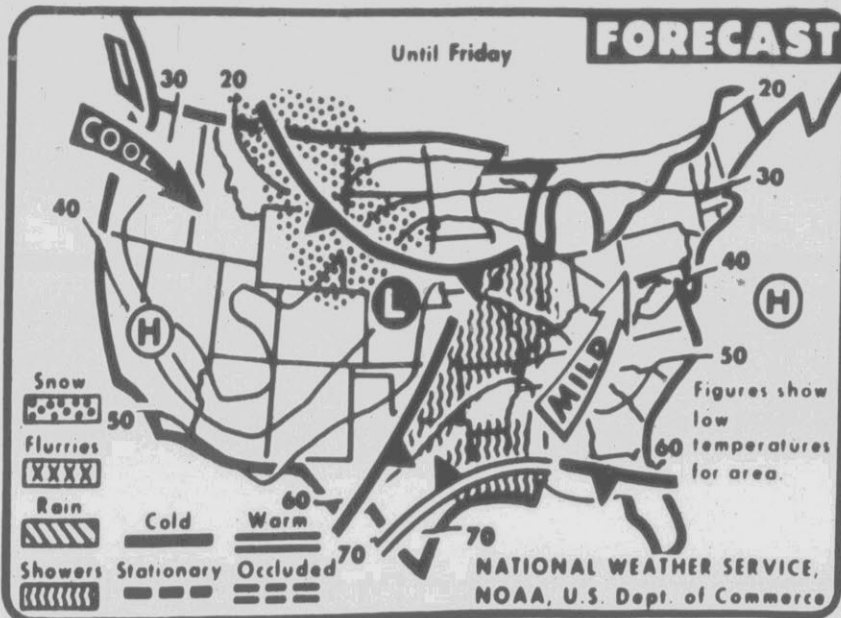 FORECAST
Until Friday
30
20
20
COOL
30
40
40
H
L
H
50
MILD
Snow
50
Figures show
low
temperatures
for area.
Flurries
60
60
Rain
Cold
Warm
70
70
Showers
Stationary
Occluded
NATIONAL WEATHER SERVICE,
NOAA, U.S. Dept. of Commerce